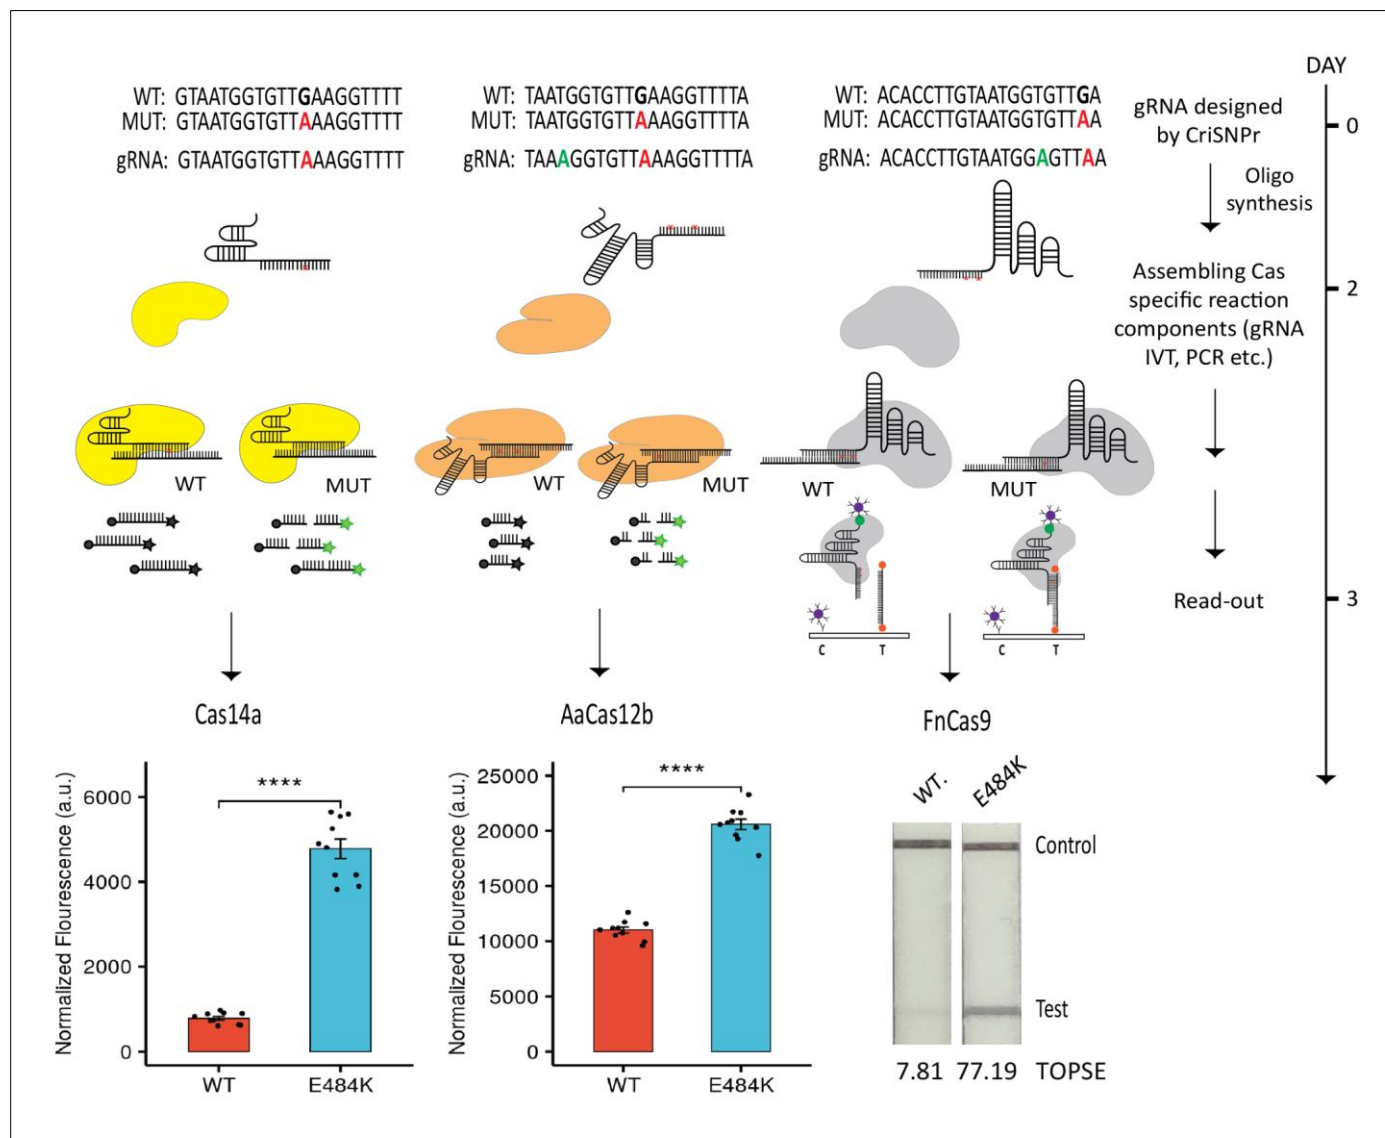 WT: GTAATGGTGTTGAAGGTTTT
MUT: GTAATGGTGTTAAAGGTTTT
gRNA: GTAATGGTGTTAAAGGTTTT
WT: TAATGGTGTTGAAGGTTTTA
MUT: TAATGGTGTTAAAGGTTTTA
gRNA: TAAAGGTGTTAAAGGTTTTA
WT: ACACCTTGTAATGGTGTTGA
MUT: ACACCTTGTAATGGTGTTAA
gRNA: ACACCTTGTAATGGAGTTAA
DAY
0
2
3
gRNA designed
by CriSNPr
Oligo
synthesis
Assembling Cas
specific reaction
components (gRNA
IVT, PCR etc.)
Read-out
WT
MUT
WT
MUT
WT
MUT
C
T
C
T
Cas14a
AaCas12b
FnCas9
Normalized Flourescence (a.u.)
6000
4000
2000
0
****
WT
E484K
Normalized Flourescence (a.u.)
25000
20000
15000
10000
5000
0
****
WT
E484K
WT.
E484K
Control
Test
7.81 77.19 TOPSE